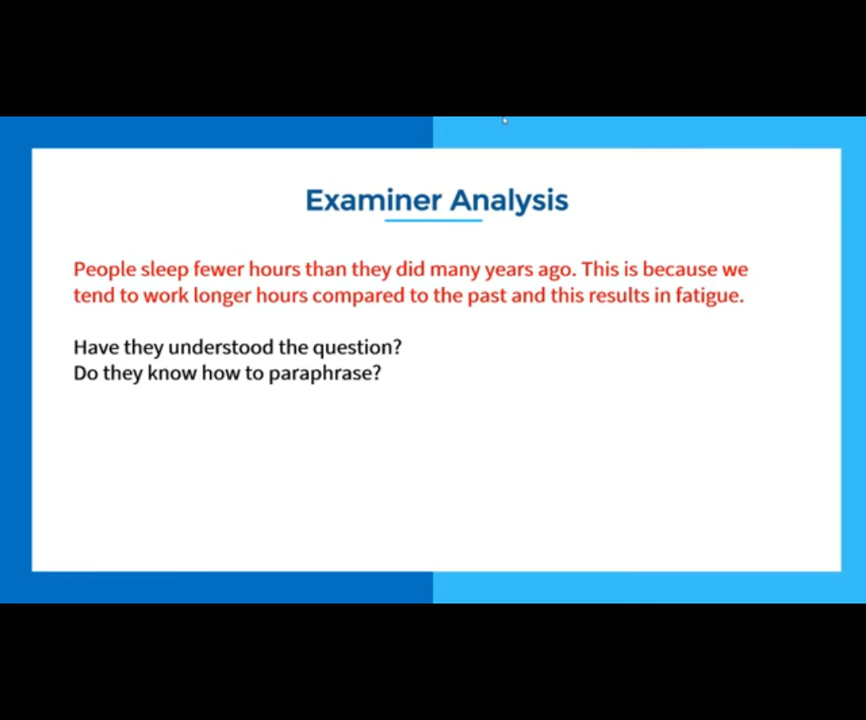 Examiner Analysis
People sleep fewer hours than they did many years ago. This is because we
tend to work longer hours compared to the past and this results in fatigue.
Have they understood the question?
Do they know how to paraphrase?